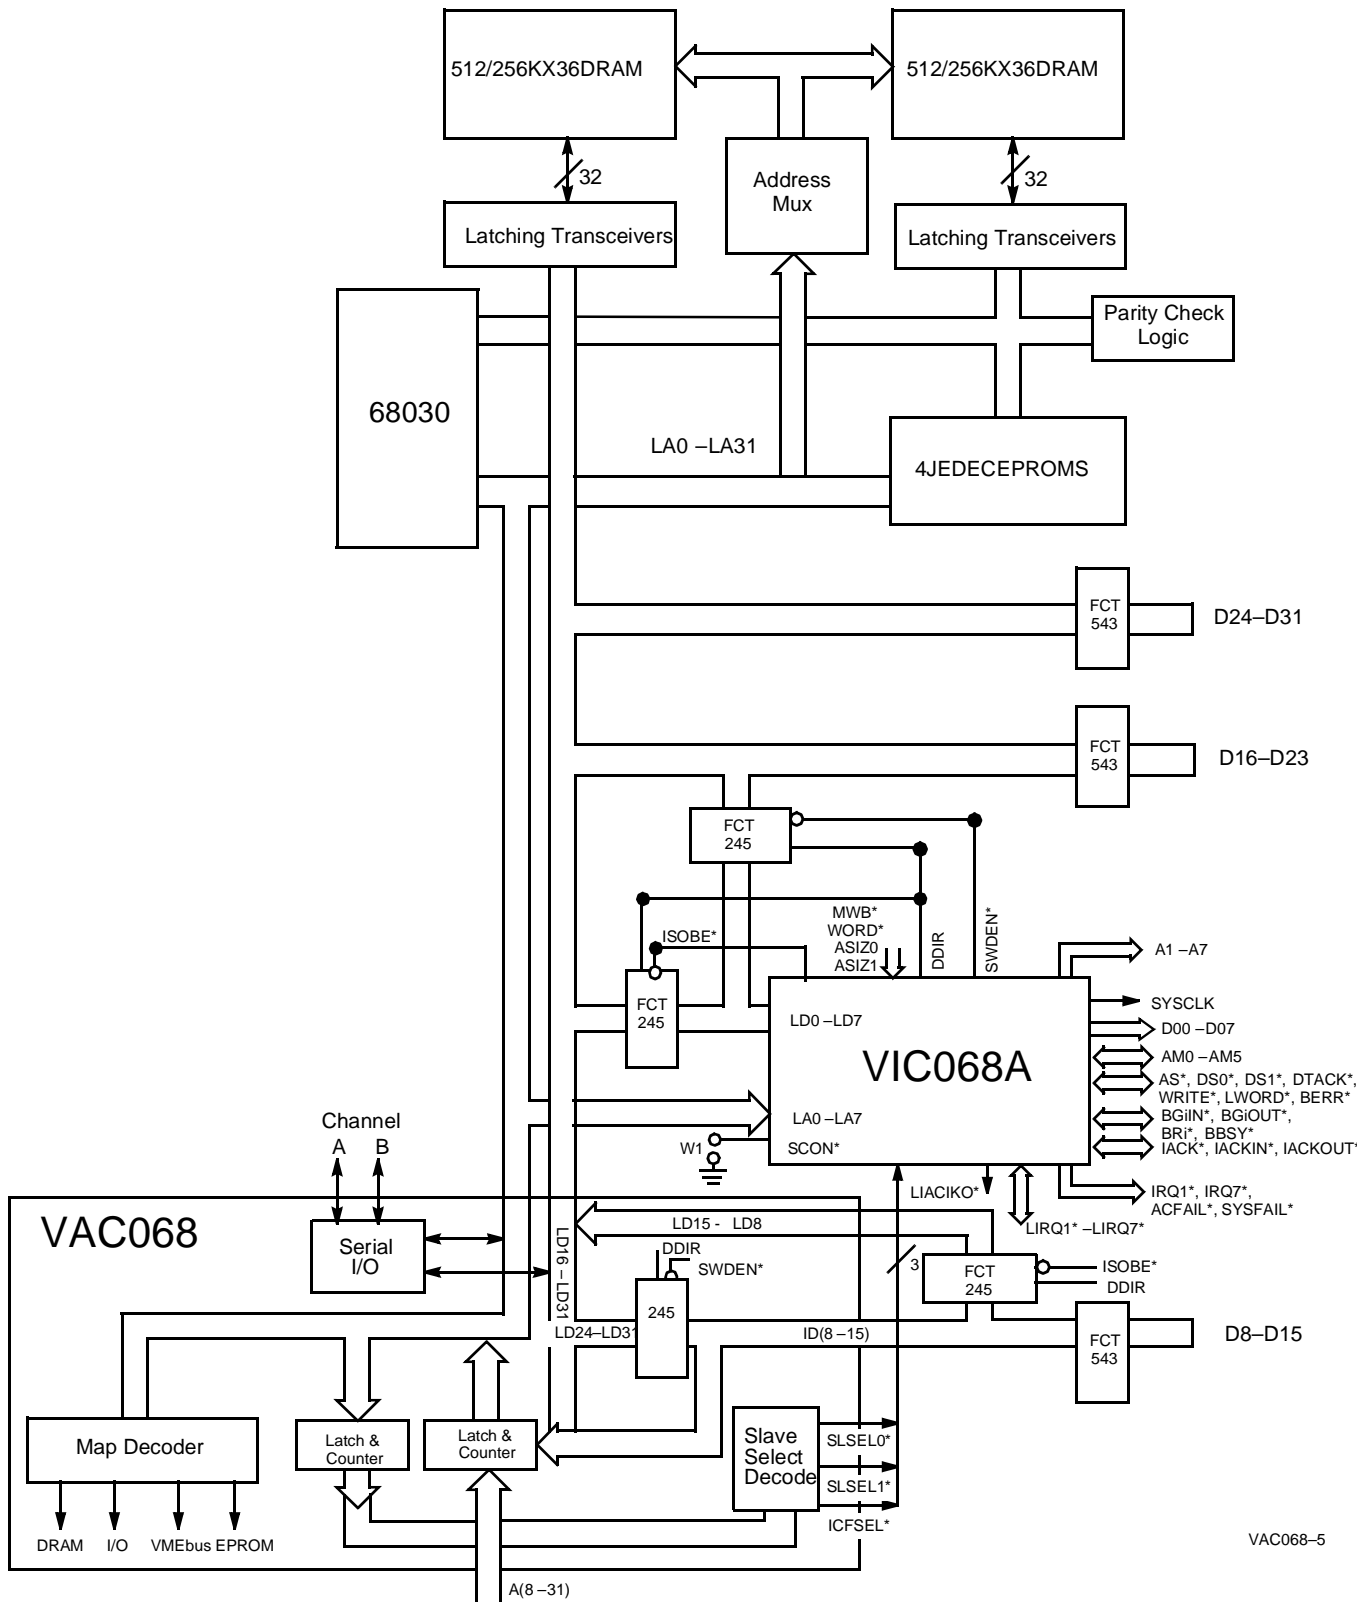 512/256KX36DRAM
512/256KX36DRAM
32
Address
Mux
32
Latching Transceivers
Latching Transceivers
Parity Check
Logic
68030
LA0 –LA31
4JEDECEPROMS
FCT
543
D24–D31
FCT
543
D16–D23
FCT
245
MWB*
WORD*
ASIZ0
ASIZ1
DDIR
SWDEN*
ISOBE*
A1 –A7
FCT
245
SYSCLK
LD0 –LD7
D00 –D07
VIC068A
AM0 –AM5
AS*, DS0*, DS1*, DTACK*,
WRITE*, LWORD*, BERR*
BGiIN*, BGiOUT*,
BRi*, BBSY*
IACK*, IACKIN*, IACKOUT*
LA0 –LA7
SCON*
W1
Channel
A B
LIACIKO*
IRQ1*, IRQ7*,
ACFAIL*, SYSFAIL*
LIRQ1* –LIRQ7*
VAC068
LD15 - LD8
Serial
I/O
LD16 –LD31
DDIR
SWDEN*
3
FCT
245
ISOBE*
DDIR
245
LD24–LD31
ID(8 –15)
FCT
543
D8–D15
Map Decoder
Latch &
Counter
Latch &
Counter
Slave
Select
Decode
SLSEL0*
SLSEL1*
ICFSEL*
DRAM I/O VMEbus EPROM
VAC068–5
A(8 –31)